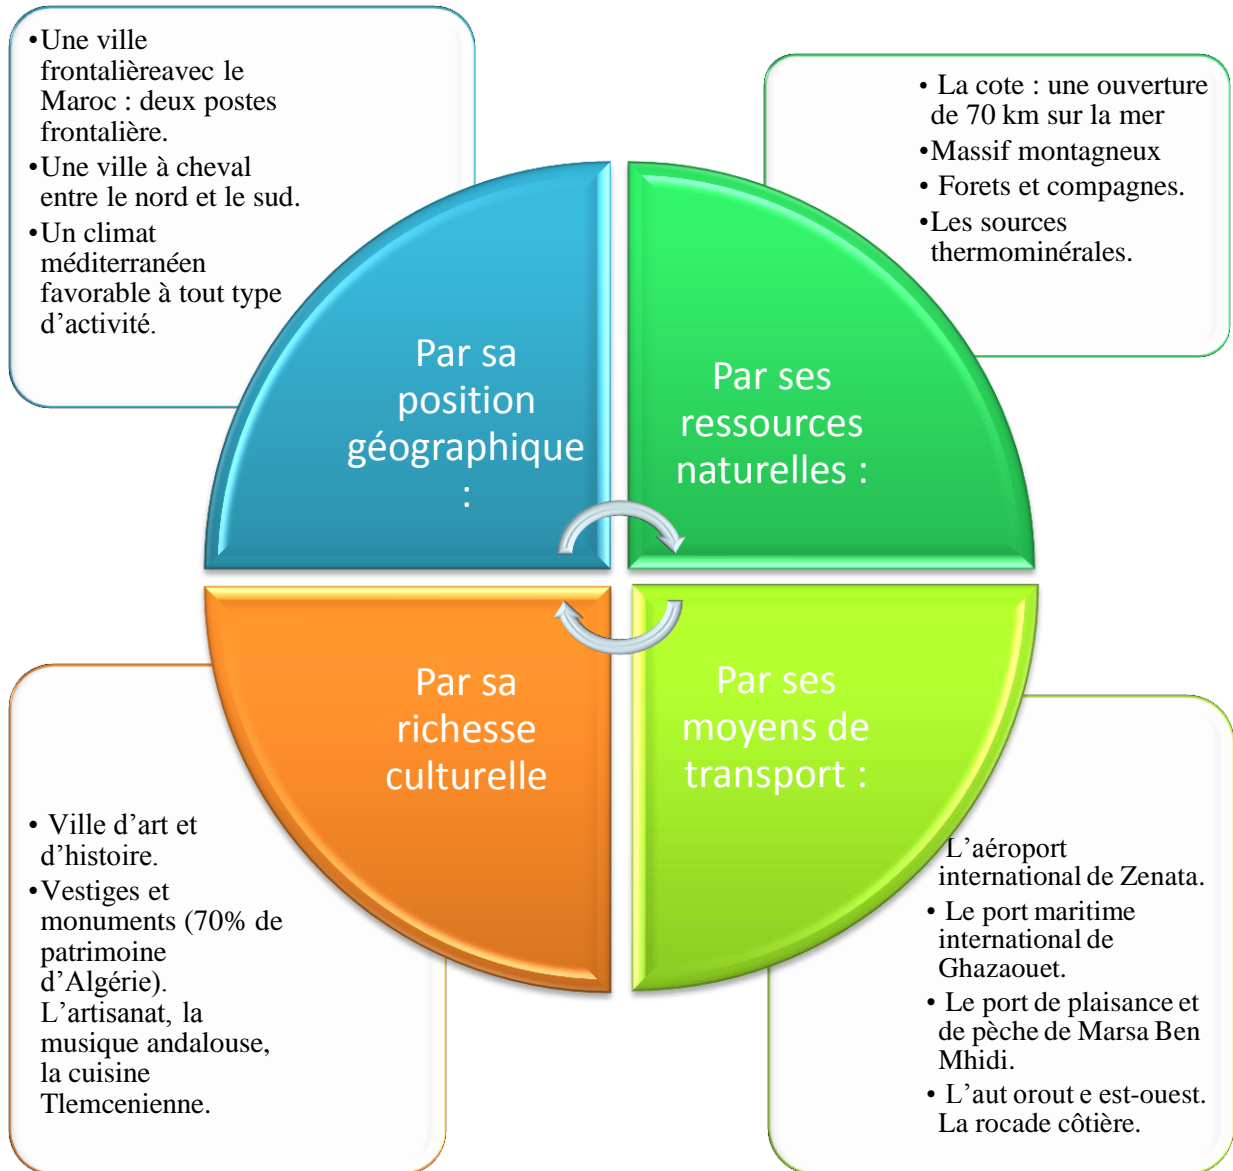 •Une ville
frontalièreavec le
Maroc : deux postes
frontalière.
•Une ville à cheval
entre le nord et le sud.
•Un climat
méditerranéen
favorable à tout type
d’activité.
• La cote : une ouverture
de 70 km sur la mer
•Massif montagneux
• Forets et compagnes.
•Les sources
thermominérales.
Par sa
position
géographique
:
Par ses
ressources
naturelles :
Par sa
richesse
culturelle
Par ses
moyens de
transport :
• Ville d’art et
d’histoire.
•Vestiges et
monuments (70% de
patrimoine
d’Algérie).
L’artisanat, la
musique andalouse,
la cuisine
Tlemcenienne.
L’aéroport
international de Zenata.
• Le port maritime
international de
Ghazaouet.
• Le port de plaisance et
de pèche de Marsa Ben
Mhidi.
• L’aut orout e est-ouest.
La rocade côtière.